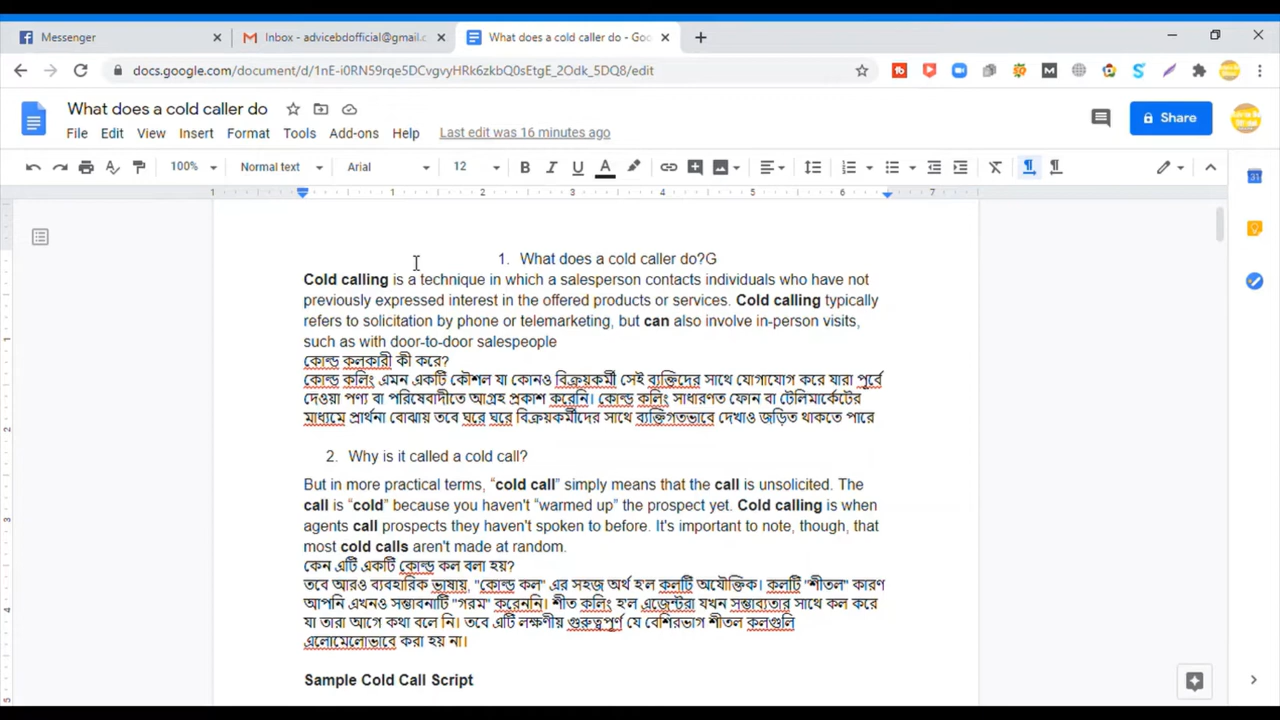 Messenger
Inbox - advicebdofficial@gmail.c
What does a cold caller do - Goo
docs.google.com/document/d/1nE-i0RN59rqe5DCvgvyHRk6zkbQ0sEtgE_2Odk_5DQ8/edit
What does a cold caller do
File Edit View Insert Format Tools Add-ons Help Last edit was 16 minutes ago
Share
100% Normal text Arial 12
1 1 2 3 4 5 6 7
1. What does a cold caller do?G
Cold calling is a technique in which a salesperson contacts individuals who have not
previously expressed interest in the offered products or services. Cold calling typically
refers to solicitation by phone or telemarketing, but can also involve in-person visits,
such as with door-to-door salespeople
কোল্ড কলকারী কী করে?
কোল্ড কলিং এমন একটি কৌশল যা কোনও বিক্রয়কর্মী সেই ব্যক্তিদের সাথে যোগাযোগ করে যারা পূর্বে
দেওয়া পণ্য বা পরিষেবাদীতে আগ্রহ প্রকাশ করেনি। কোল্ড কলিং সাধারণত ফোন বা টেলিমার্কেটের
মাধ্যমে প্রার্থনা বোঝায় তবে ঘরে ঘরে বিক্রয়কর্মীদের সাথে ব্যক্তিগতভাবে দেখাও জড়িত থাকতে পারে
2. Why is it called a cold call?
But in more practical terms, “cold call” simply means that the call is unsolicited. The
call is “cold” because you haven't “warmed up” the prospect yet. Cold calling is when
agents call prospects they haven't spoken to before. It's important to note, though, that
most cold calls aren't made at random.
কেন এটি একটি কোল্ড কল বলা হয়?
তবে আরও ব্যবহারিক ভাষায়, "কোল্ড কল" এর সহজ অর্থ হ'ল কলটি অযৌক্তিক। কলটি "শীতল" কারণ
আপনি এখনও সম্ভাবনাটি "গরম" করেননি। শীত কলিং হ'ল এজেন্টরা যখন সম্ভাব্যতার সাথে কল করে
যা তারা আগে কথা বলে নি। তবে এটি লক্ষণীয় গুরুত্বপূর্ণ যে বেশিরভাগ শীতল কলগুলি
এলোমেলোভাবে করা হয় না।
Sample Cold Call Script